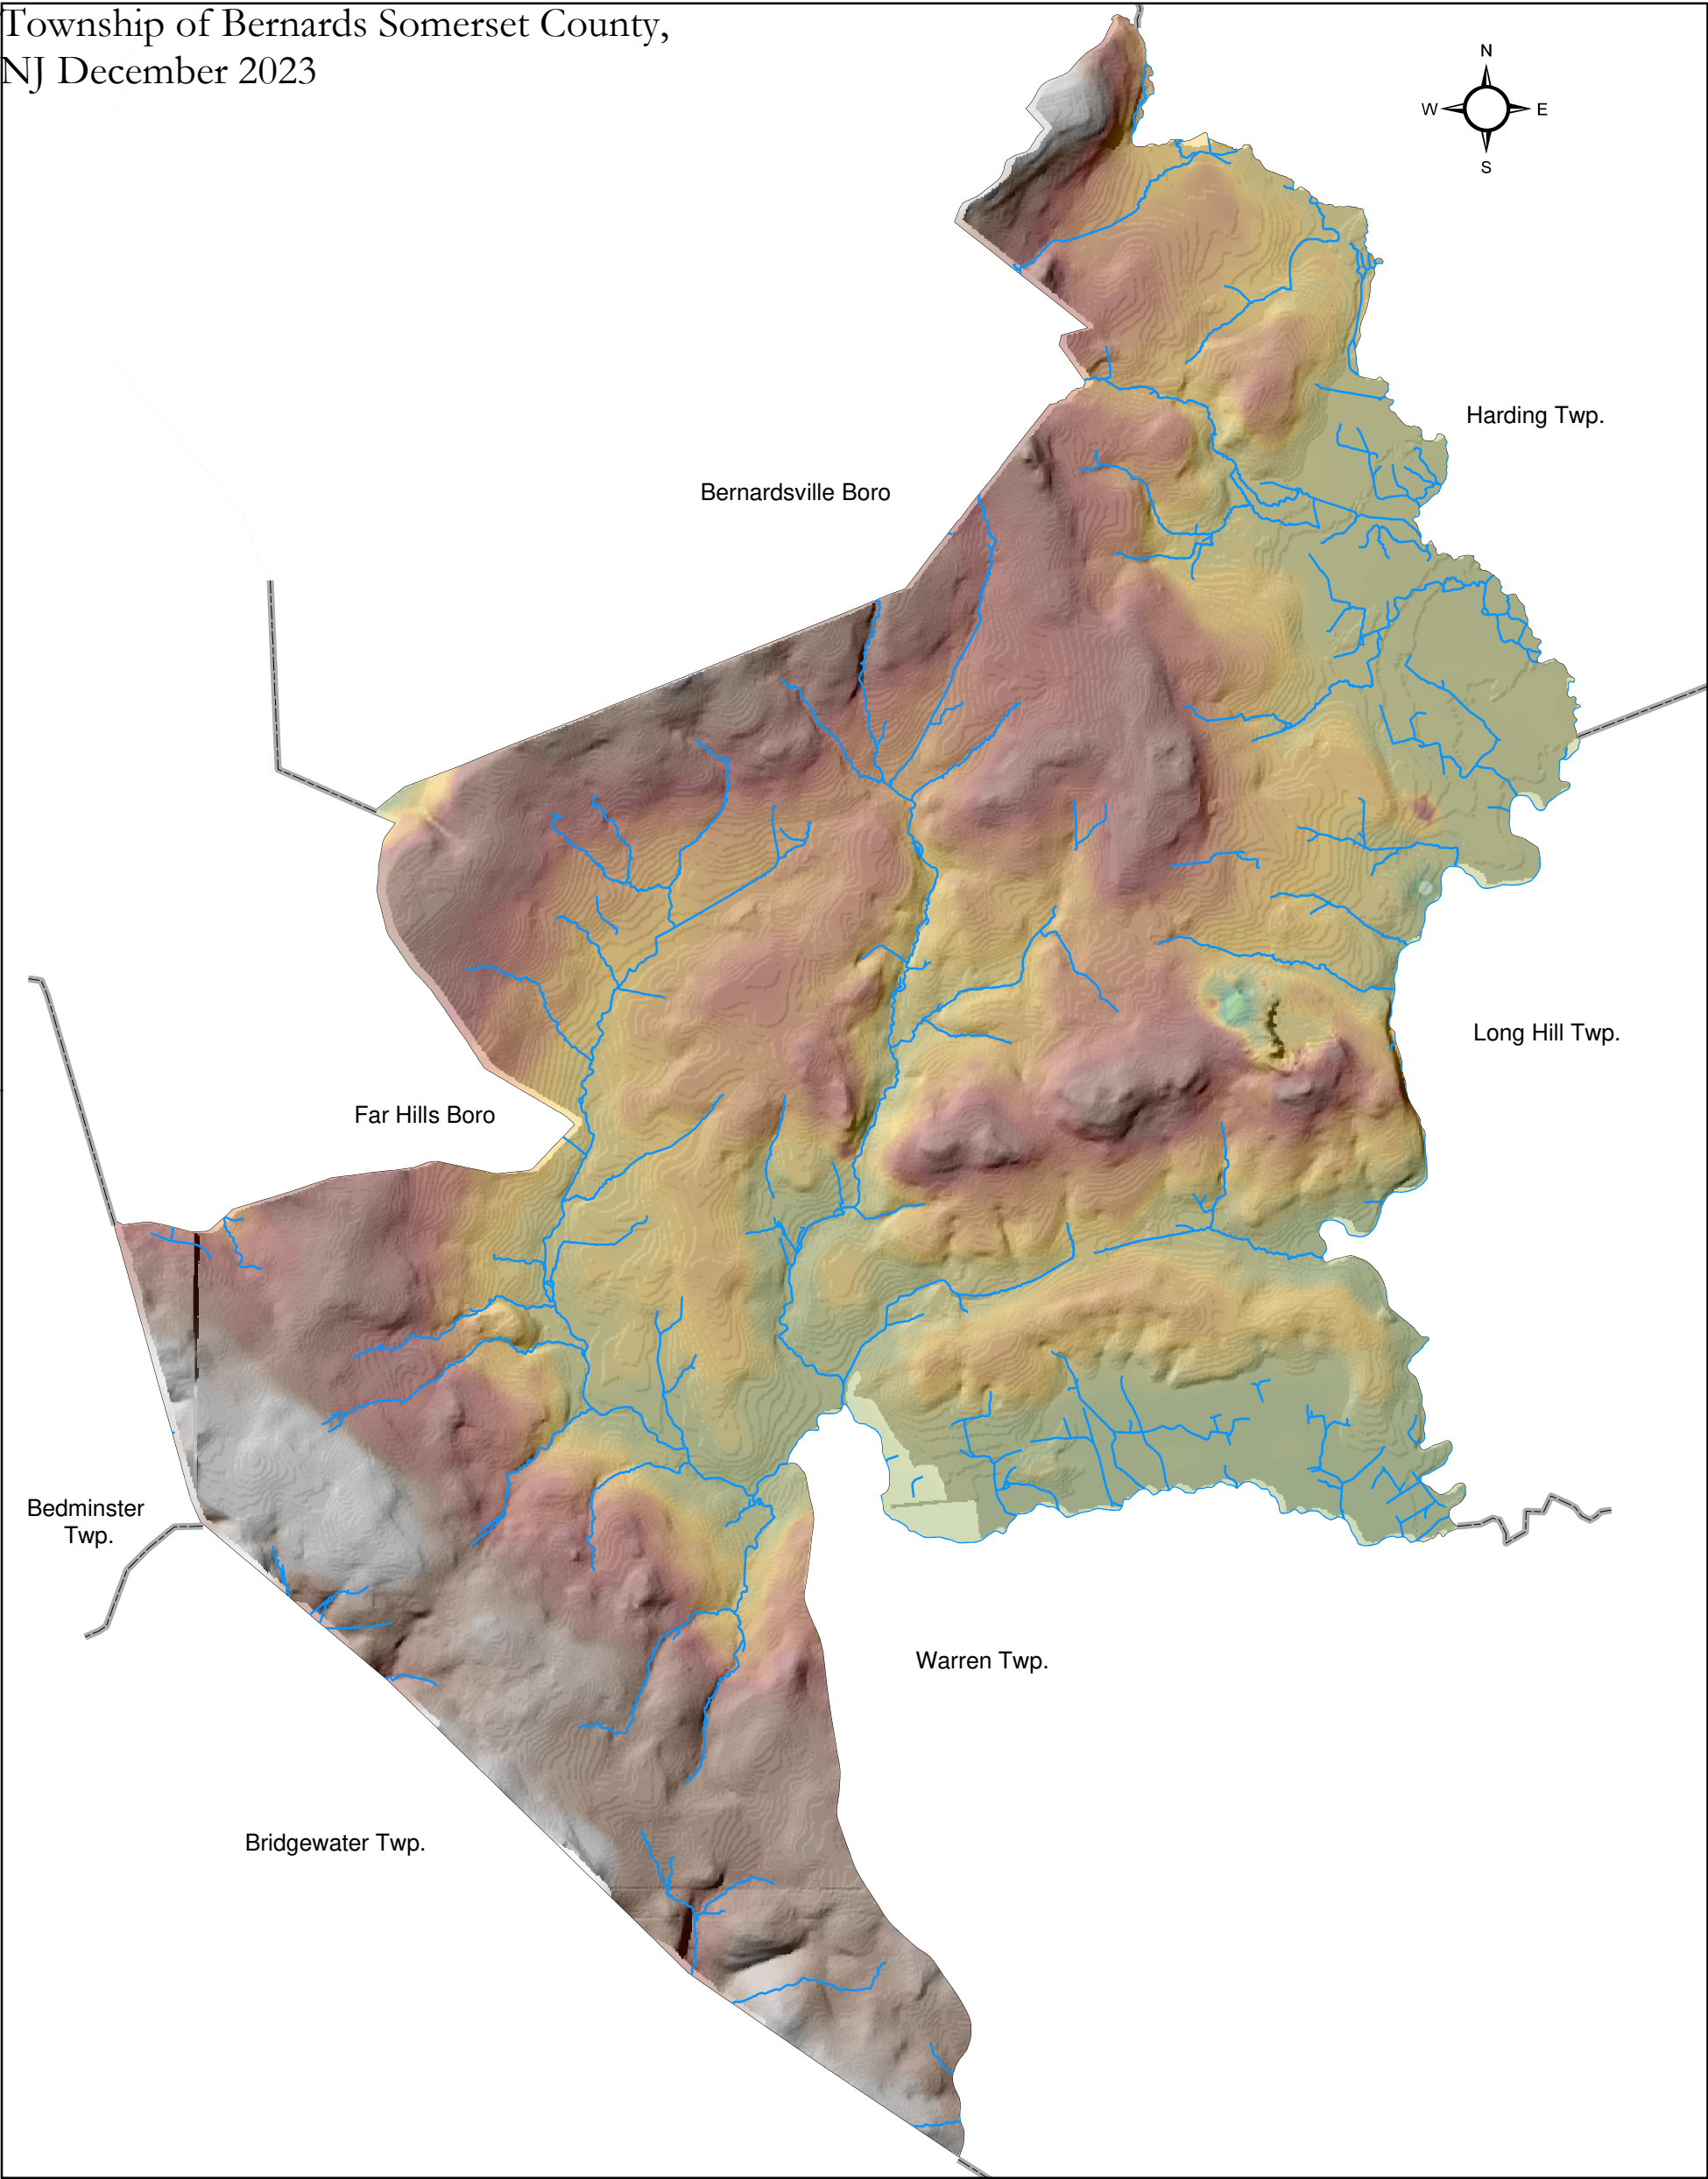 Township of Bernards Somerset County,
NJ December 2023
N
W
E
S
Harding Twp.
Bernardsville Boro
Long Hill Twp.
Far Hills Boro
Bedminster
Twp.
Warren Twp.
Bridgewater Twp.